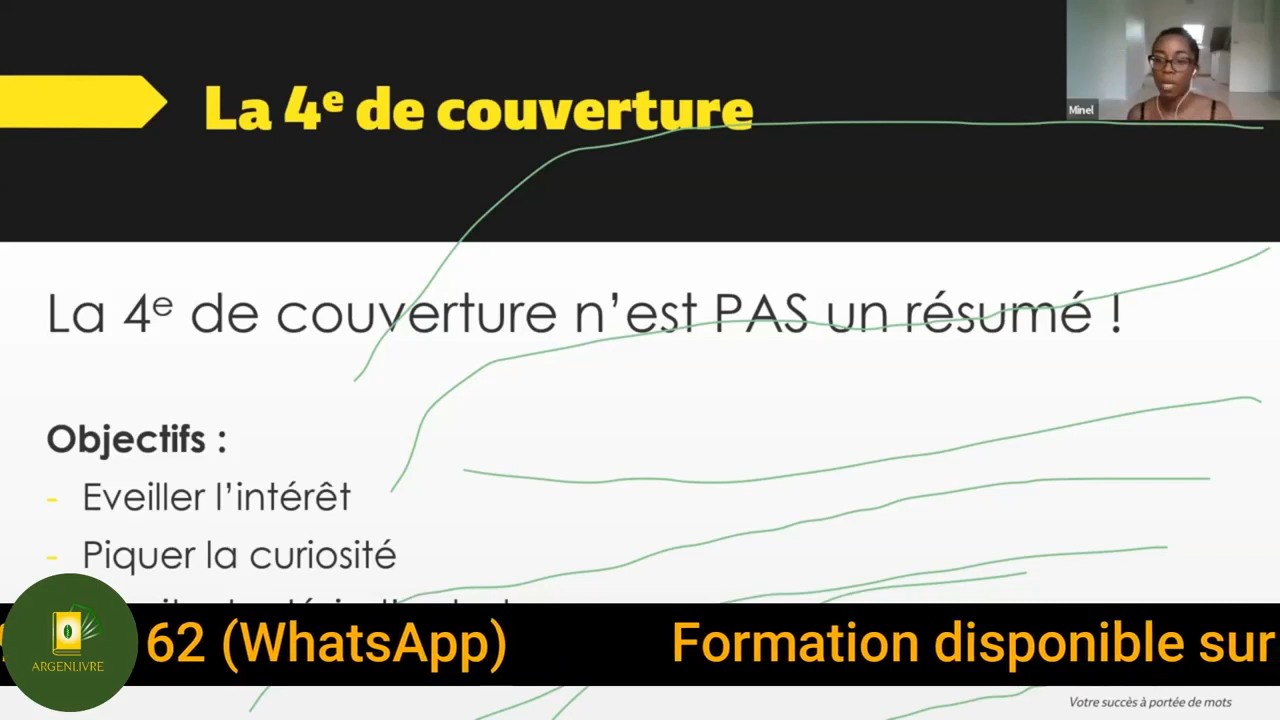 La 4e de couverture
Minel
La 4e de couverture n'est PAS un résumé !
Objectifs :
- Eveiller l'intérêt
- Piquer la curiosité
62 (WhatsApp)
Formation disponible sur
ARGENLIVRE
Votre succès à portée de mots